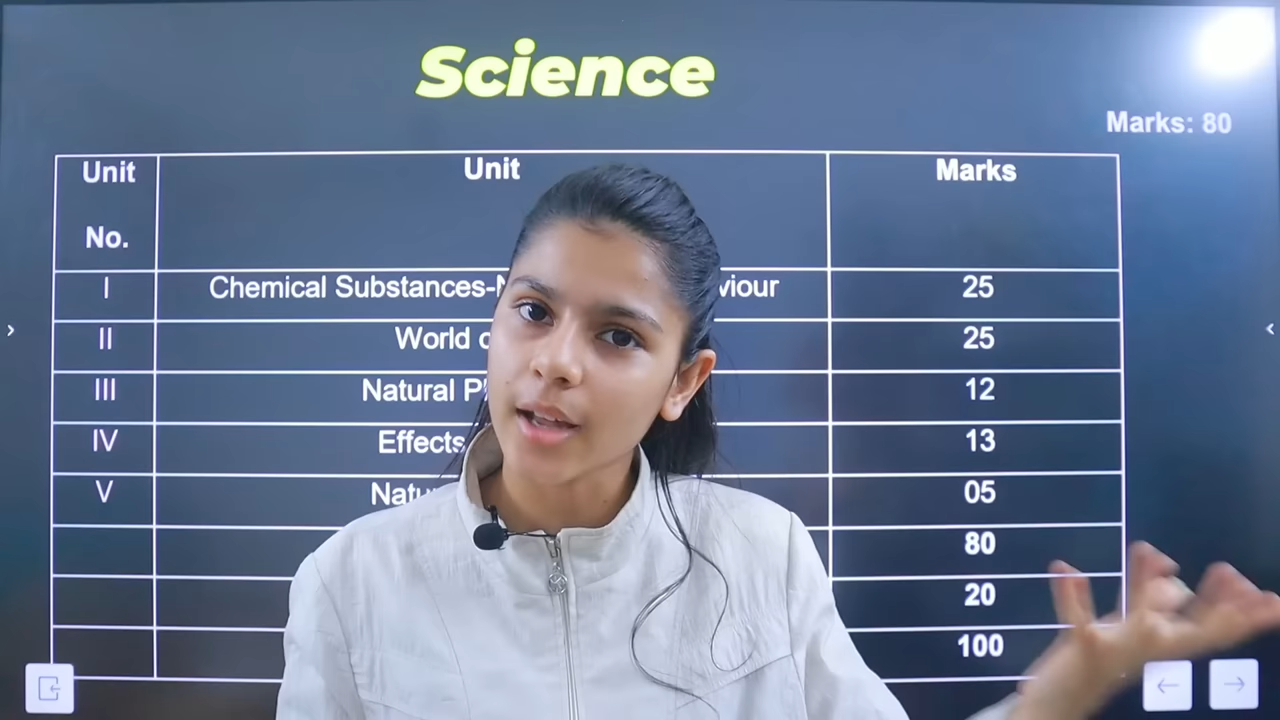 Science
Marks: 80
Unit No. Unit Marks
I Chemical Substances- viour 25
II World 25
III Natural 12
IV Effects 13
V 05
80
20
100